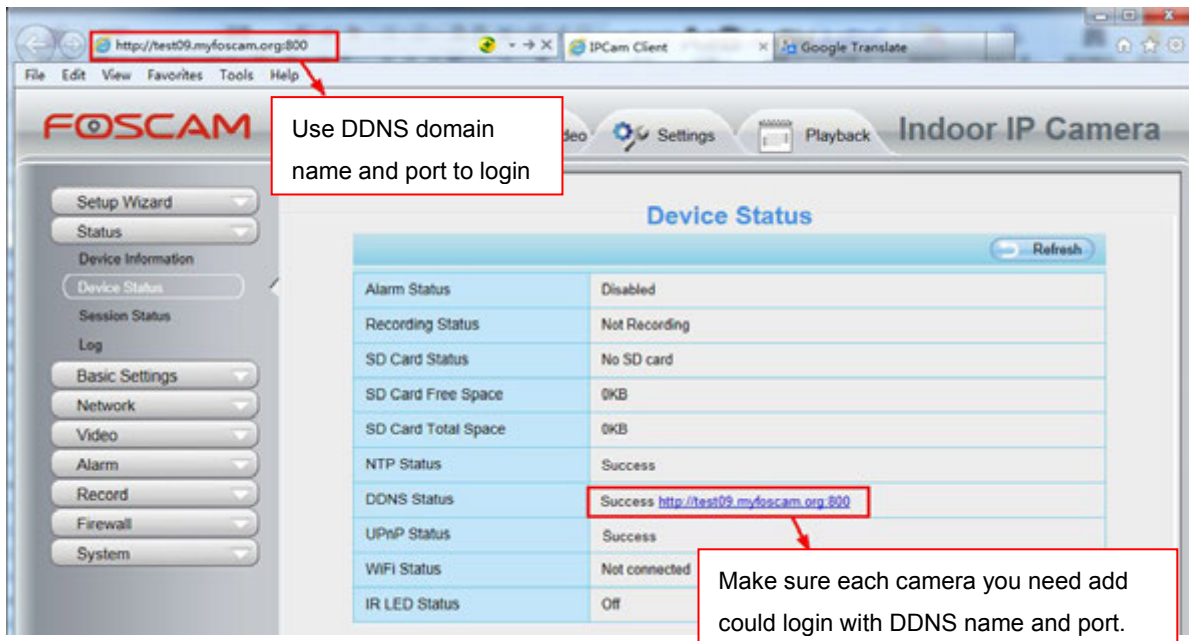 http://test09.myfoscam.org:800
IPCam Client
Google Translate
File Edit View Favorites Tools Help
FOSCAM
Use DDNS domain
name and port to login
deo
Settings
Playback
Indoor IP Camera
Setup Wizard
Status
Device Information
Device Status
Session Status
Log
Basic Settings
Network
Video
Alarm
Record
Firewall
System
Device Status
Refresh
Alarm Status Disabled
Recording Status Not Recording
SD Card Status No SD card
SD Card Free Space 0KB
SD Card Total Space 0KB
NTP Status Success
DDNS Status Success http://test09.myfoscam.org:800
UPnP Status Success
WiFi Status Not connected
IR LED Status Off
Make sure each camera you need add
could login with DDNS name and port.